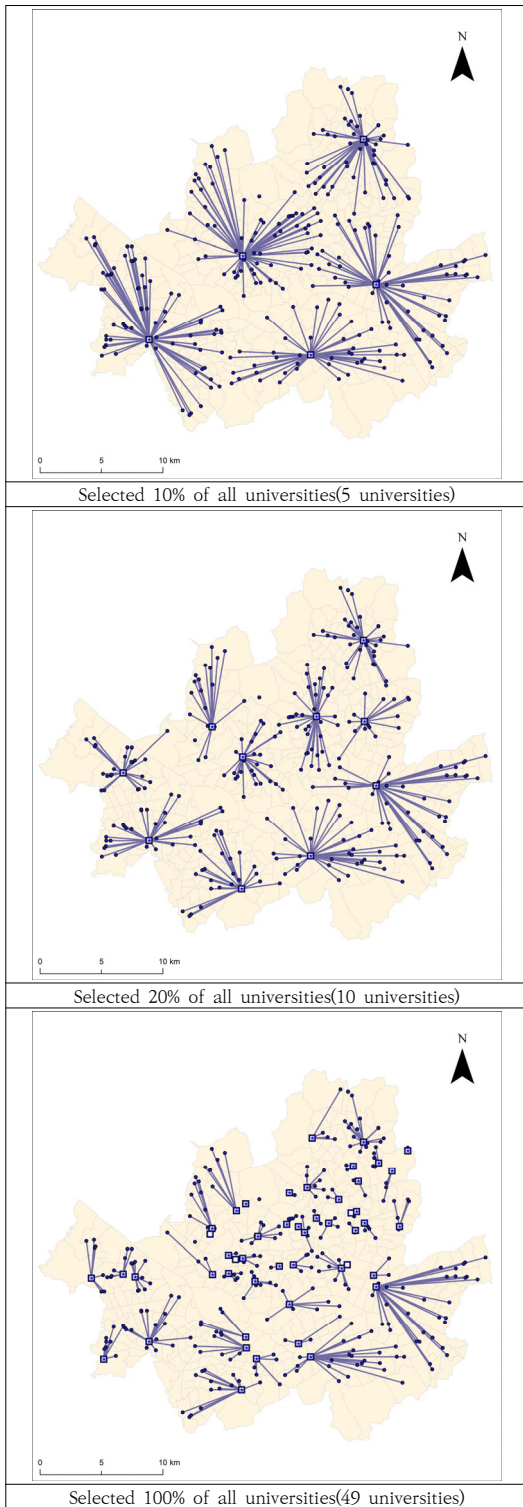 N
0 5 10 km
Selected 10% of all universities(5 universities)
N
0 5 10 km
Selected 20% of all universities(10 universities)
N
0 5 10 km
Selected 100% of all universities(49 universities)